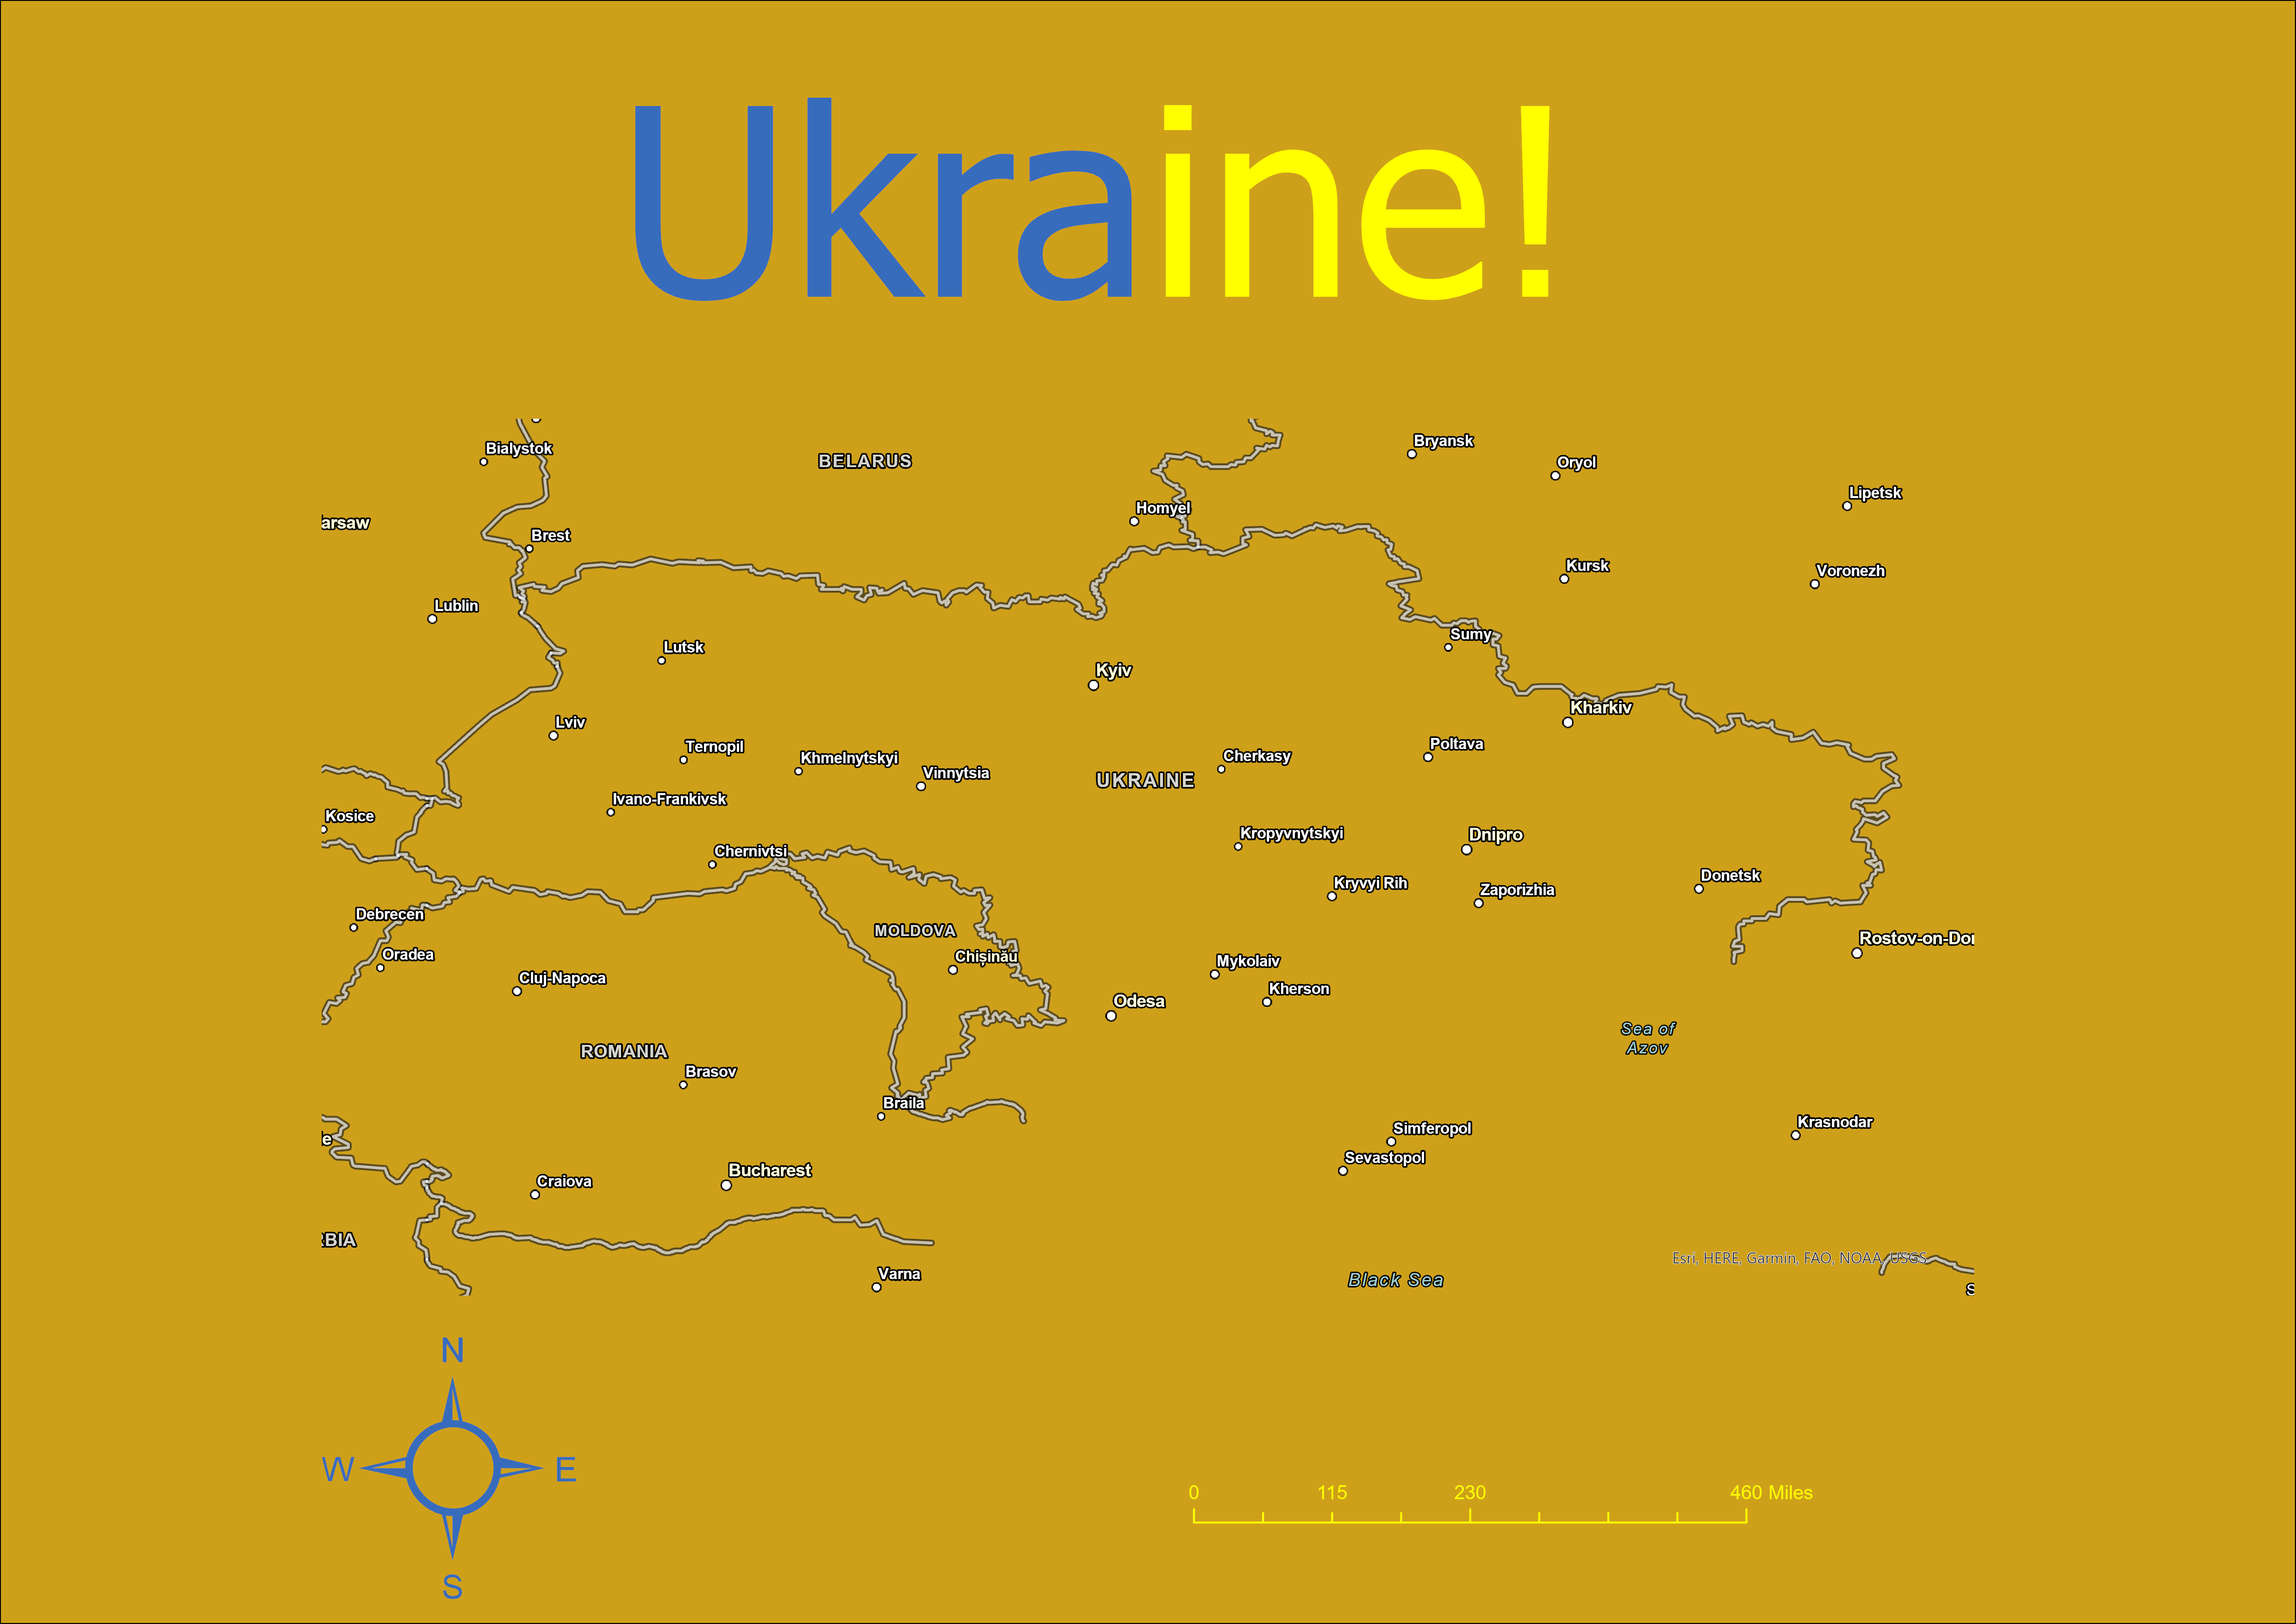 Ukraine!
Bialystok
BELARUS
Bryansk
Oryol
Lipetsk
arsaw
Homyel
Brest
Kursk
Voronezh
Lublin
Sumy
Lutsk
Kyiv
Kharkiv
Lviv
Ternopil
Khmelnytskyi
Vinnytsia
UKRAINE
Cherkasy
Poltava
Ivano-Frankivsk
Kosice
Kropyvnytskyi
Dnipro
Chernivtsi
Kryvyi Rih
Zaporizhia
Donetsk
Debrecen
MOLDOVA
Rostov-on-Don
Oradea
Chișinău
Cluj-Napoca
Mykolaiv
Kherson
Odesa
Sea of
Azov
ROMANIA
Brasov
Braila
Simferopol
Krasnodar
e
Sevastopol
Bucharest
Craiova
RBIA
Esri, HERE, Garmin, FAO, NOAA, USGS
Varna
Black Sea
S
N
W E
S
0 115 230 460 Miles